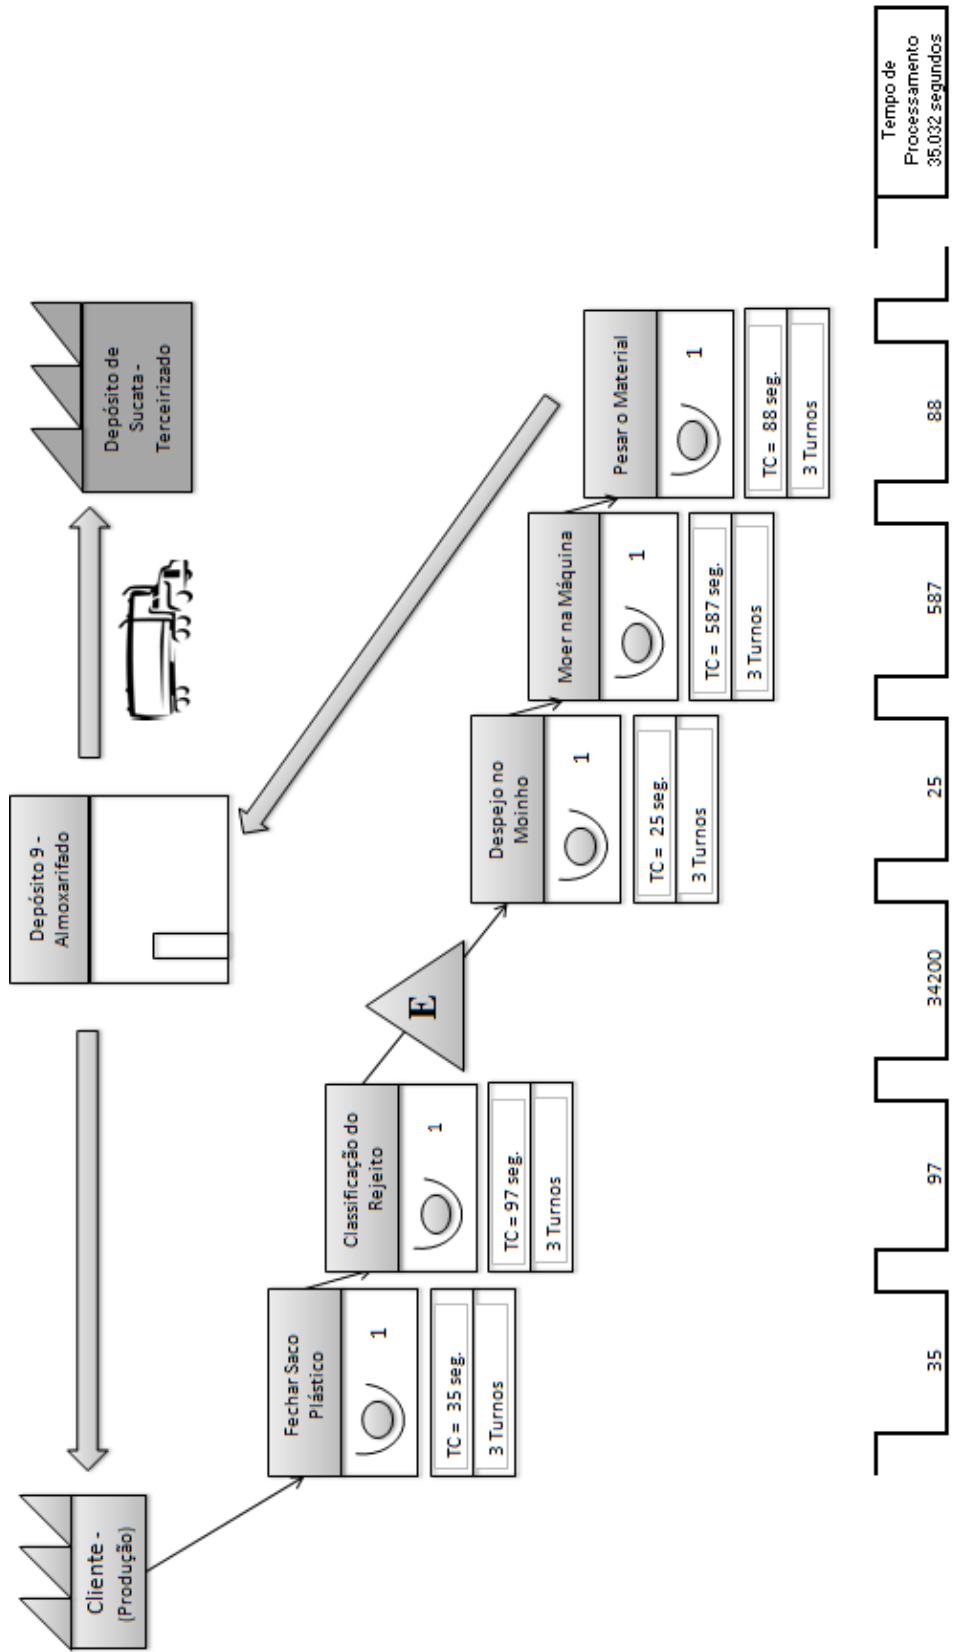 Cliente -
(Produção)
Depósito 9 -
Almoxarifado
Depósito de
Sucata -
Terceirizado
Fechar Saco
Plástico
1
TC = 35 seg.
3 Turnos
Classificação do
Rejeito
1
TC = 97 seg.
3 Turnos
E
Despejo no
Moinho
1
TC = 25 seg.
3 Turnos
Moer na Máquina
1
TC = 587 seg.
3 Turnos
Pesar o Material
1
TC = 88 seg.
3 Turnos
35
97
34200
25
587
88
Tempo de
Processamento
35.032 segundos